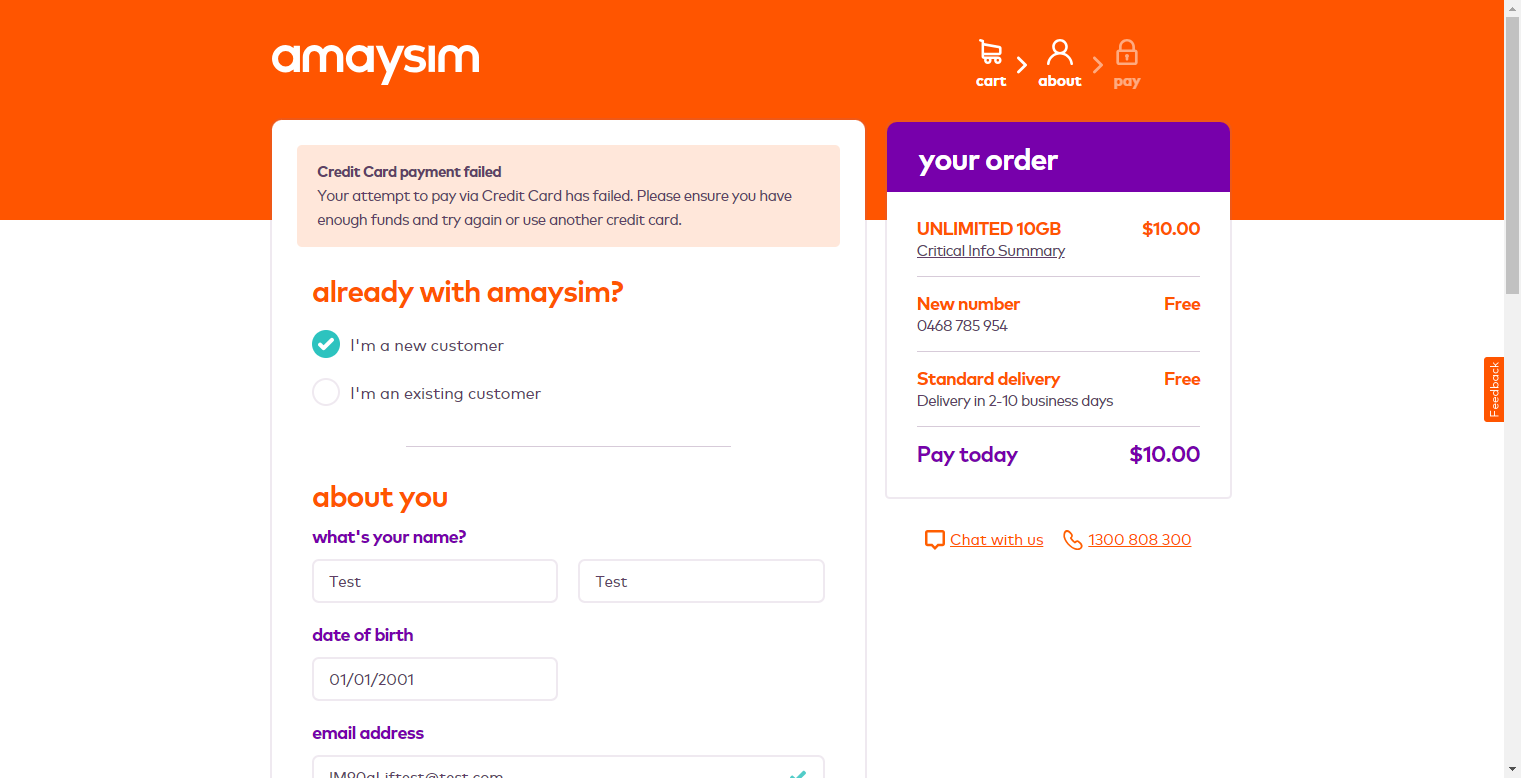 amaysim
cart
about
pay
Credit Card payment failed
Your attempt to pay via Credit Card has failed. Please ensure you have
enough funds and try again or use another credit card.
already with amaysim?
I'm a new customer
I'm an existing customer
about you
what's your name?
Test Test
date of birth
01/01/2001
email address
your order
UNLIMITED 10GB $10.00
Critical Info Summary
New number Free
0468 785 954
Standard delivery Free
Delivery in 2-10 business days
Pay today $10.00
Chat with us 1300 808 300
Feedback